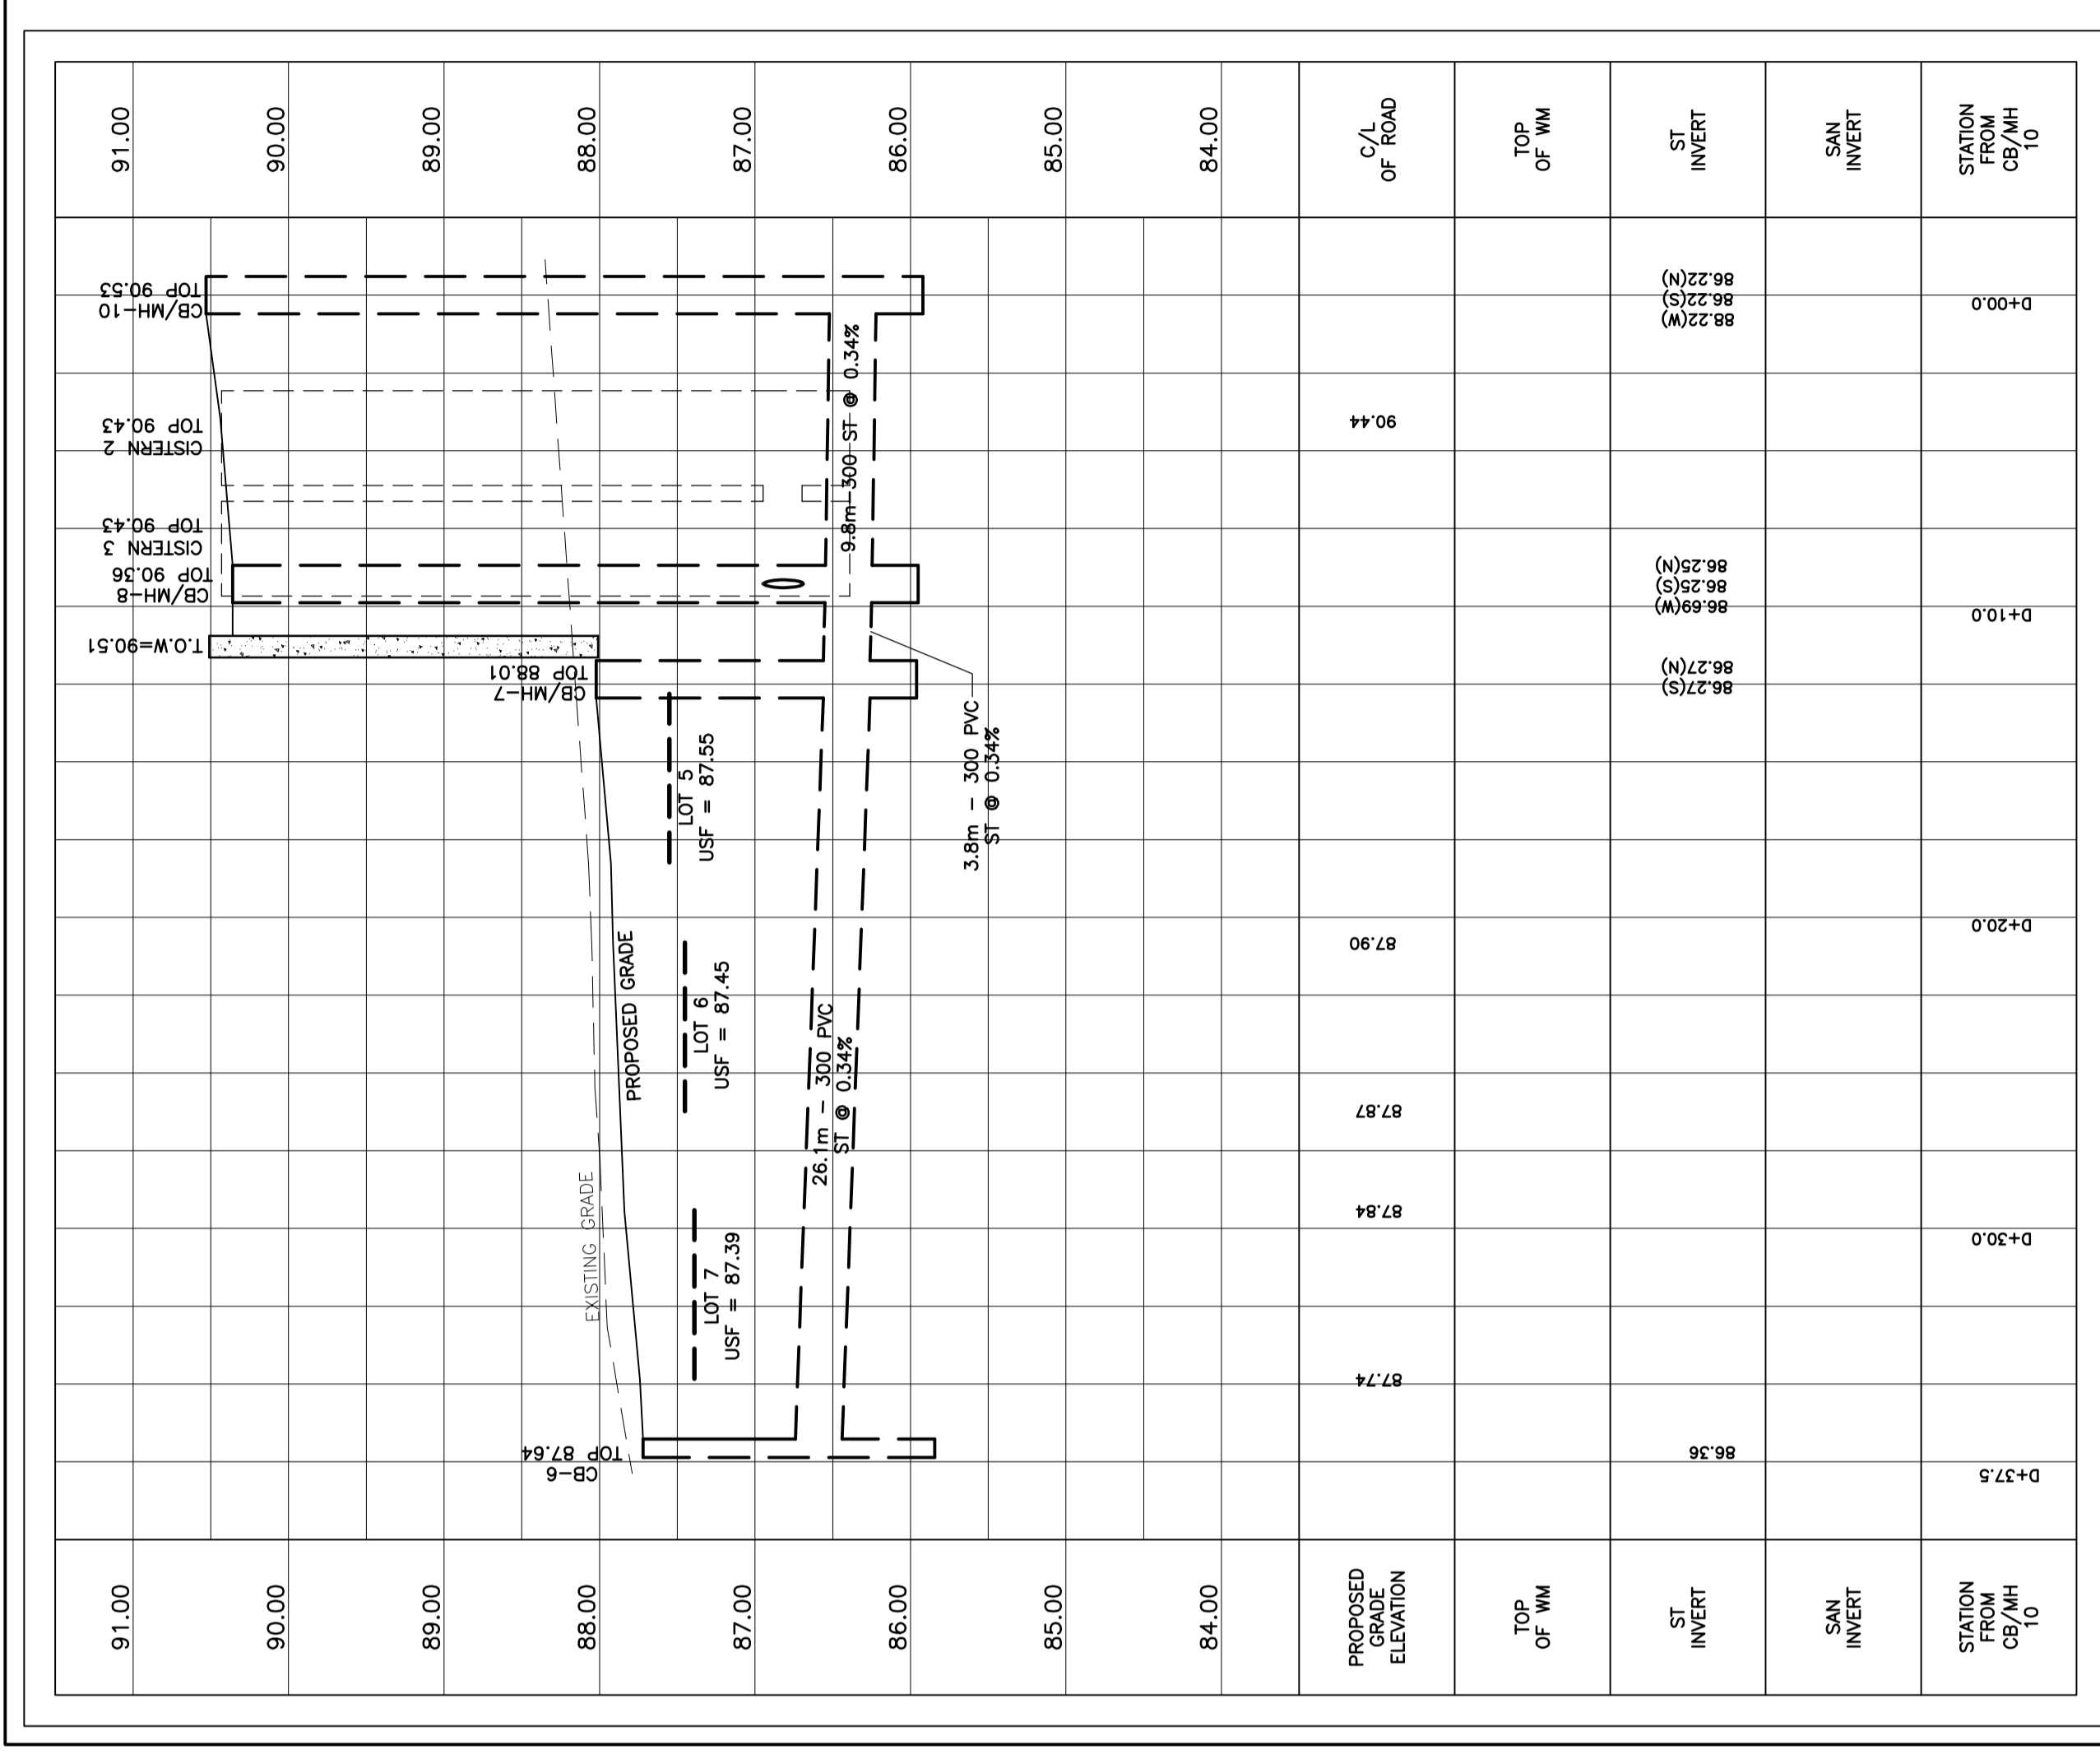 91.00
90.00
89.00
88.00
87.00
86.00
85.00
84.00
C/L
OF ROAD
TOP
OF WM
ST
INVERT
SAN
INVERT
STATION
FROM
CB/MH
10
CB/MH-10
TOP 90.53
CISTERN 2
TOP 90.43
CISTERN 3
TOP 90.43
CB/MH-8
TOP 90.36
T.O.W=90.51
CB/MH-7
TOP 88.01
CB-6
TOP 87.64
9.8m-300 ST @ 0.34%
3.8m - 300 PVC
ST @ 0.34%
26.1m - 300 PVC
ST @ 0.34%
LOT 5
USF = 87.55
LOT 6
USF = 87.45
LOT 7
USF = 87.39
PROPOSED GRADE
EXISTING GRADE
90.44
87.90
87.87
87.84
87.74
88.22(W)
86.22(S)
86.22(N)
86.69(W)
86.25(S)
86.25(N)
86.27(S)
86.27(N)
86.36
D+00.0
D+10.0
D+20.0
D+30.0
D+37.5
91.00
90.00
89.00
88.00
87.00
86.00
85.00
84.00
PROPOSED
GRADE
ELEVATION
TOP
OF WM
ST
INVERT
SAN
INVERT
STATION
FROM
CB/MH
10